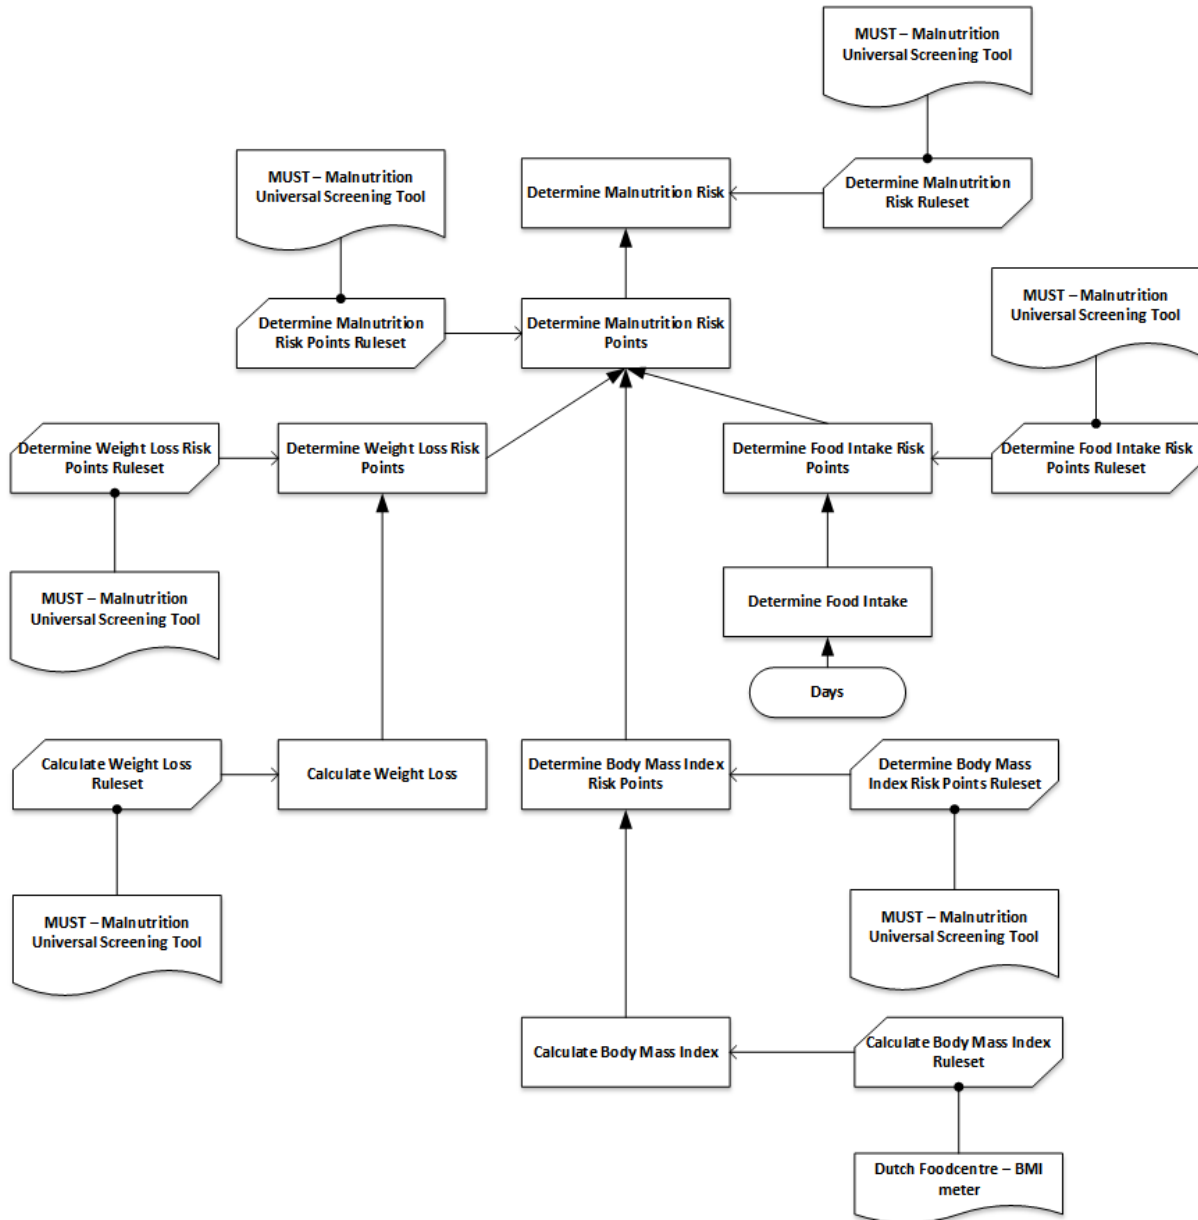 MUST – Malnutrition
Universal Screening Tool
MUST – Malnutrition
Universal Screening Tool
Determine Malnutrition Risk
Determine Malnutrition
Risk Ruleset
MUST – Malnutrition
Universal Screening Tool
Determine Malnutrition
Risk Points Ruleset
Determine Malnutrition Risk
Points
Determine Weight Loss Risk
Points Ruleset
Determine Weight Loss Risk
Points
Determine Food Intake Risk
Points
Determine Food Intake Risk
Points Ruleset
MUST – Malnutrition
Universal Screening Tool
Determine Food Intake
Days
Calculate Weight Loss
Ruleset
Calculate Weight Loss
Determine Body Mass Index
Risk Points
Determine Body Mass
Index Risk Points Ruleset
MUST – Malnutrition
Universal Screening Tool
MUST – Malnutrition
Universal Screening Tool
Calculate Body Mass Index
Calculate Body Mass Index
Ruleset
Dutch Foodcentre – BMI
meter